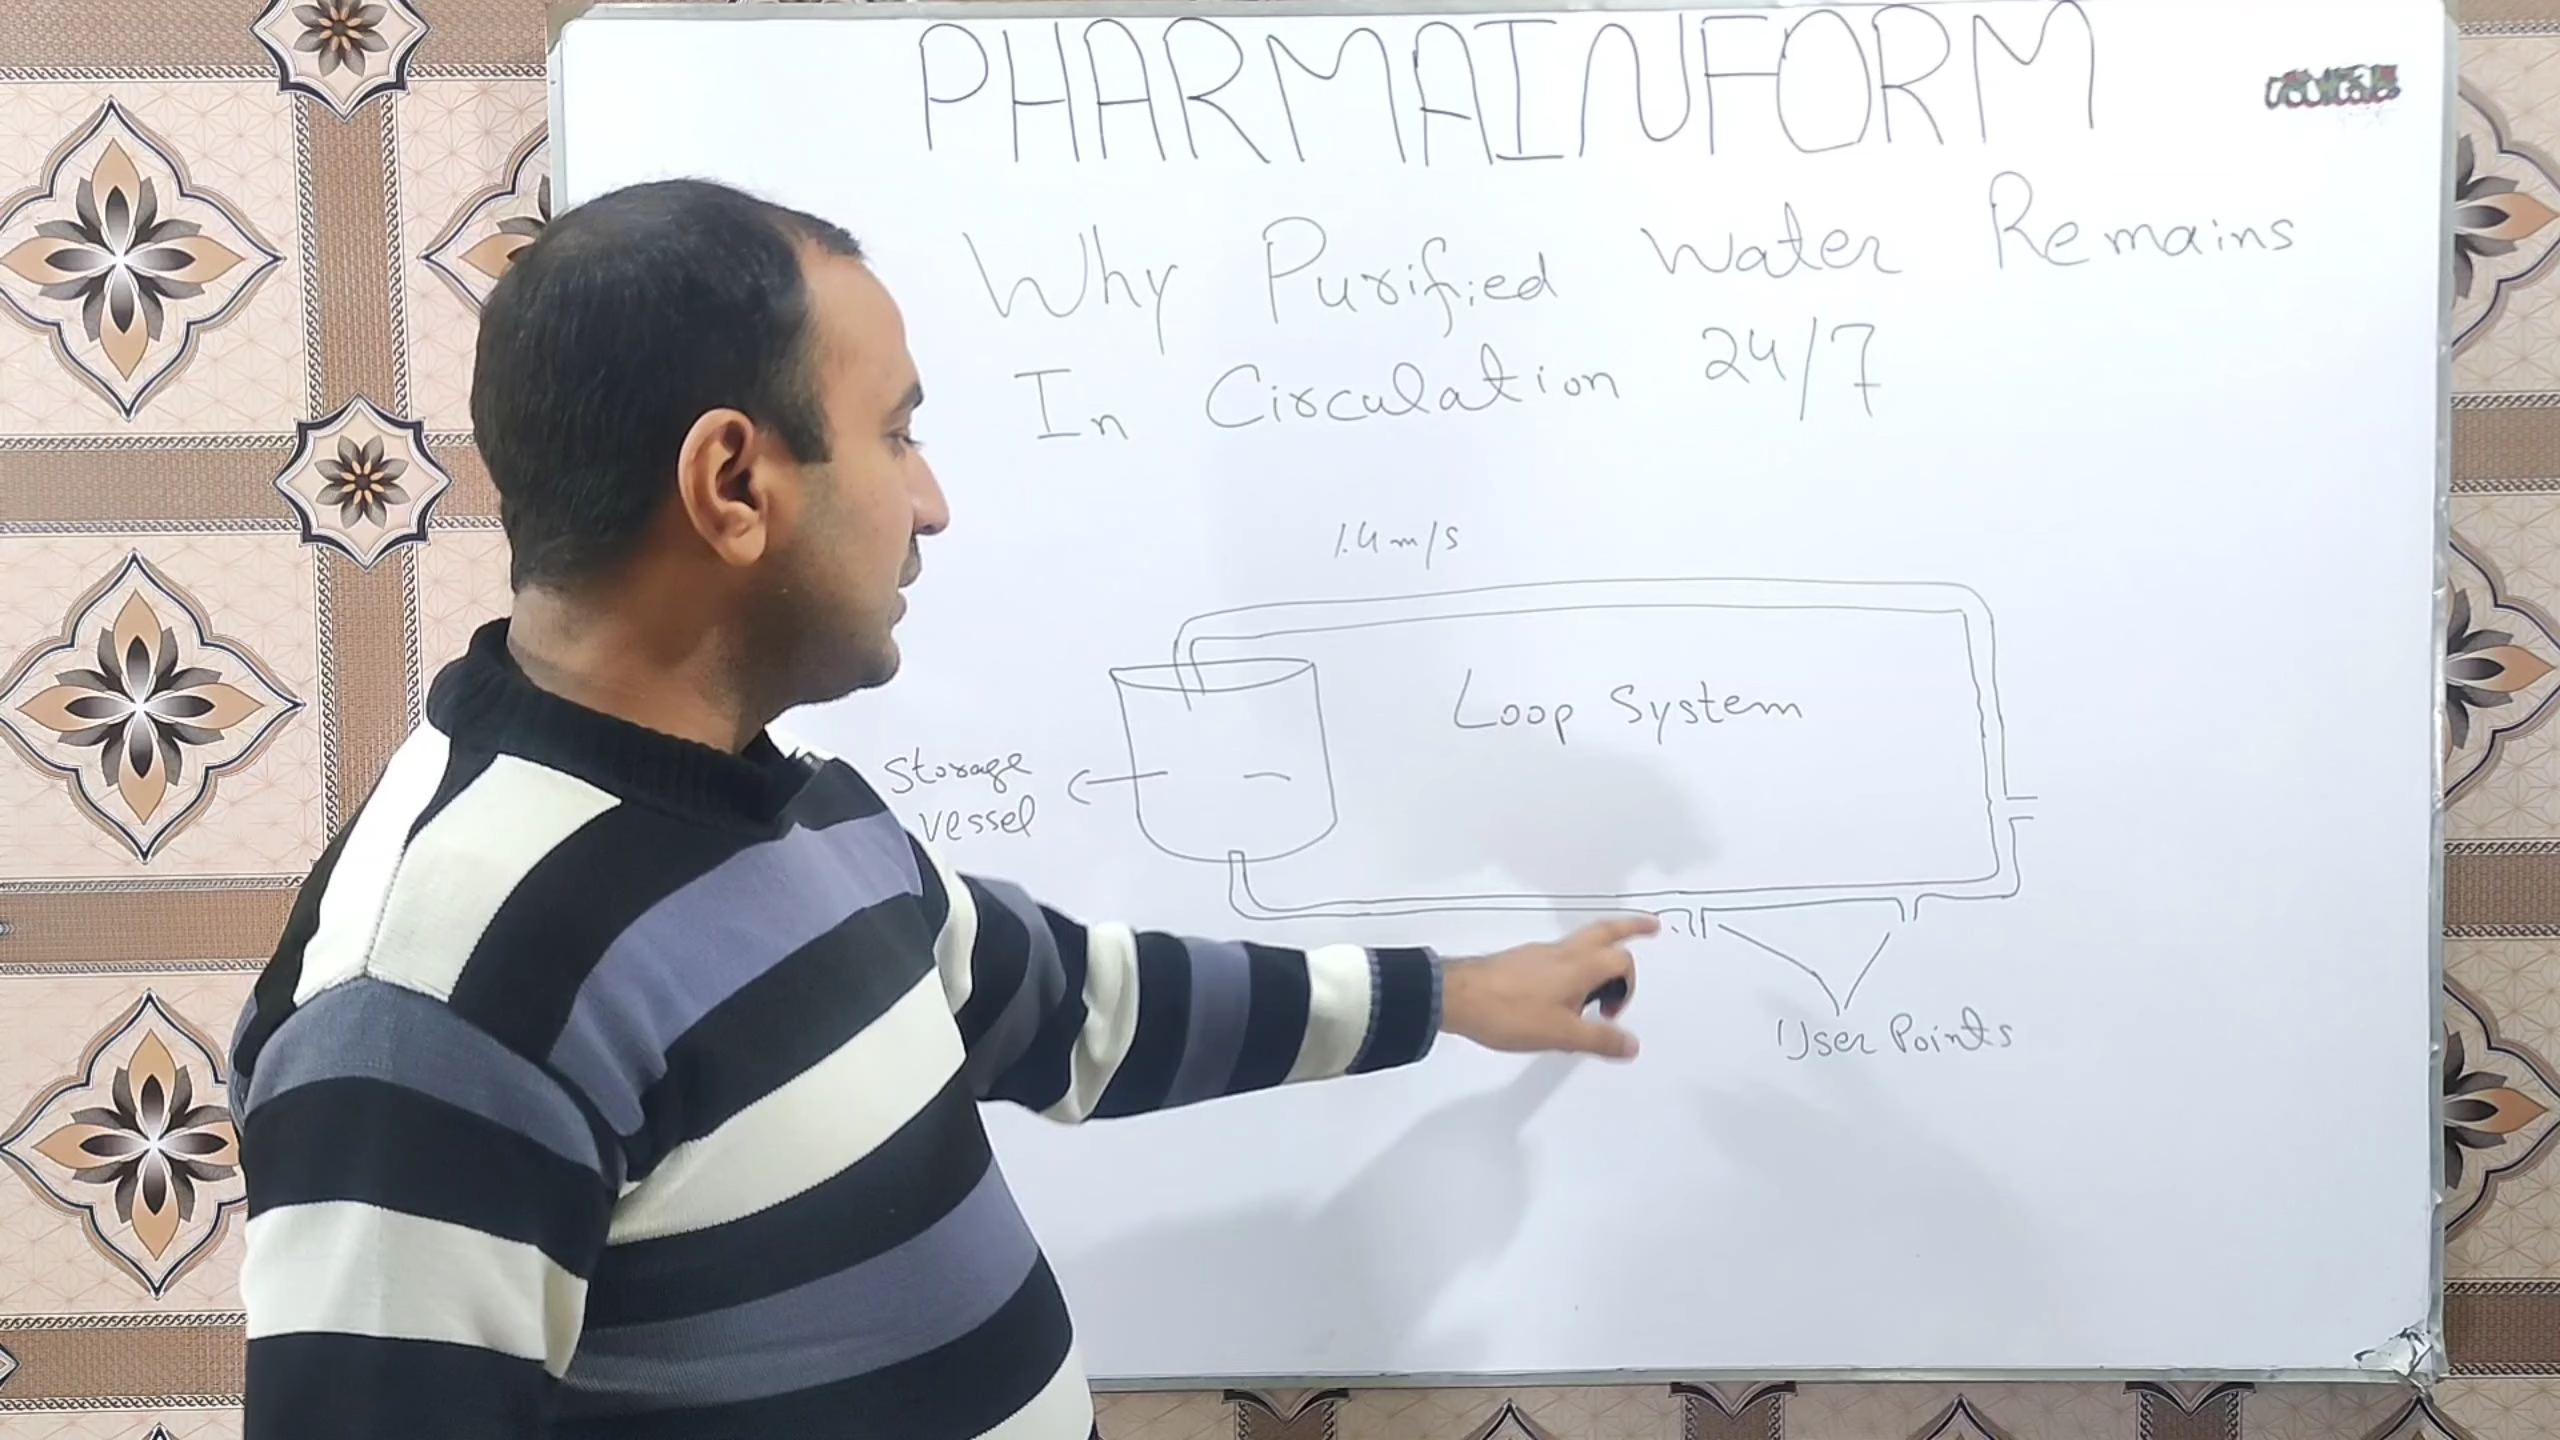 PHARMAINFORM
Why Purified Water Remains
In Circulation 24/7
1.4 m/s
Loop System
Storage
Vessel
User Points